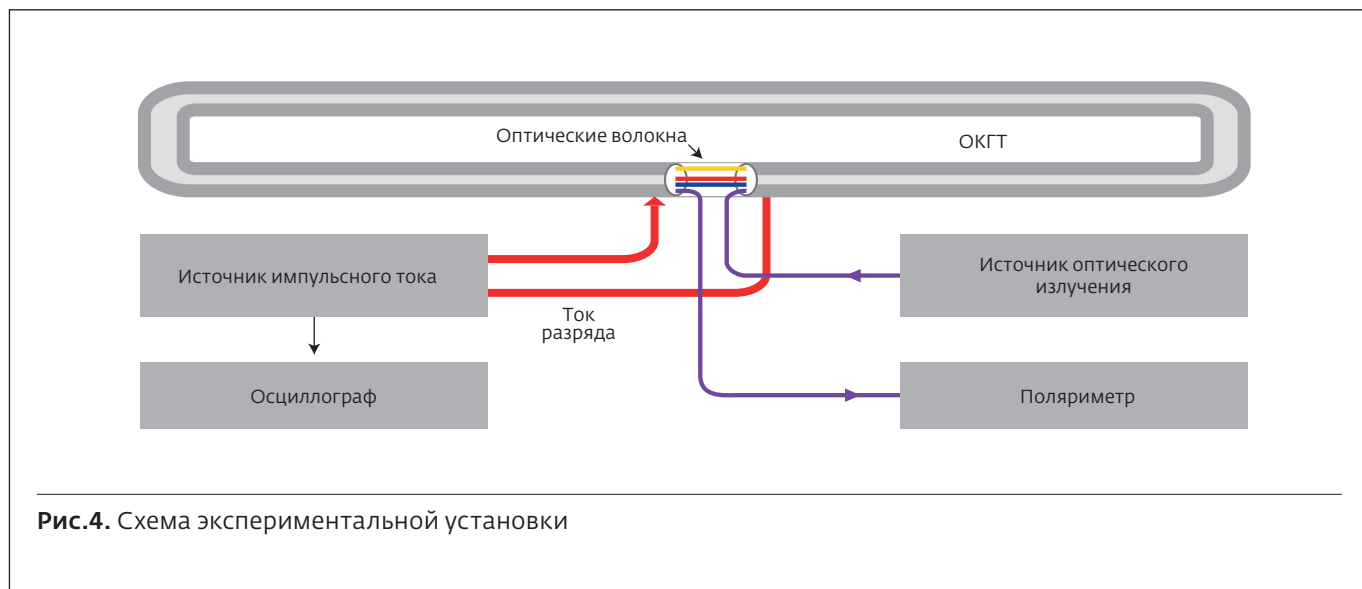 Оптические волокна
ОКГТ
Источник импульсного тока
Источник оптического
излучения
Ток
разряда
Осциллограф
Поляриметр
Рис.4. Схема экспериментальной установки